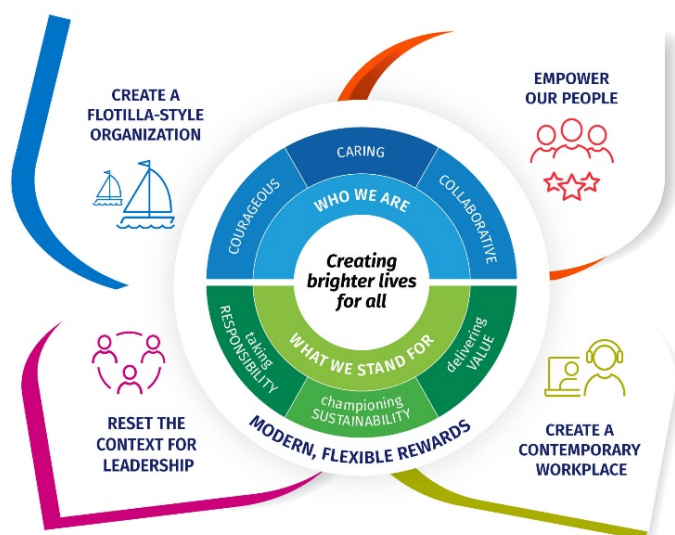 CREATE A
FLOTILLA-STYLE
ORGANIZATION
EMPOWER
OUR PEOPLE
COURAGEOUS
CARING
COLLABORATIVE
WHO WE ARE
Creating
brighter lives
for all
WHAT WE STAND FOR
taking
RESPONSIBILITY
championing
SUSTAINABILITY
delivering
VALUE
MODERN, FLEXIBLE REWARDS
RESET THE
CONTEXT FOR
LEADERSHIP
CREATE A
CONTEMPORARY
WORKPLACE